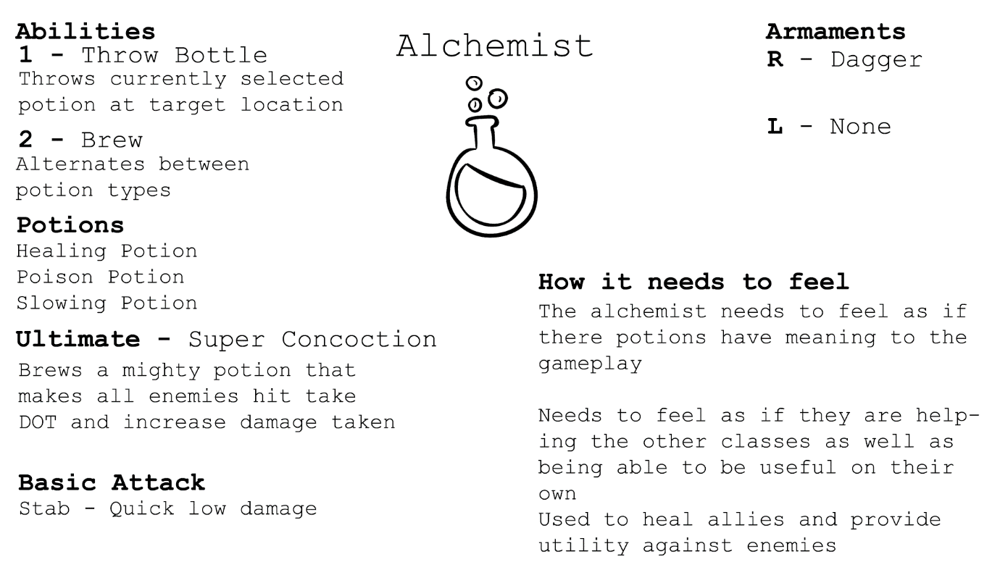 Abilities
1 - Throw Bottle
Throws currently selected
potion at target location
2 - Brew
Alternates between
potion types
Potions
Healing Potion
Poison Potion
Slowing Potion
Ultimate - Super Concoction
Brews a mighty potion that
makes all enemies hit take
DOT and increase damage taken
Basic Attack
Stab - Quick low damage
Alchemist
Armaments
R - Dagger
L - None
How it needs to feel
The alchemist needs to feel as if
there potions have meaning to the
gameplay
Needs to feel as if they are help-
ing the other classes as well as
being able to be useful on their
own
Used to heal allies and provide
utility against enemies